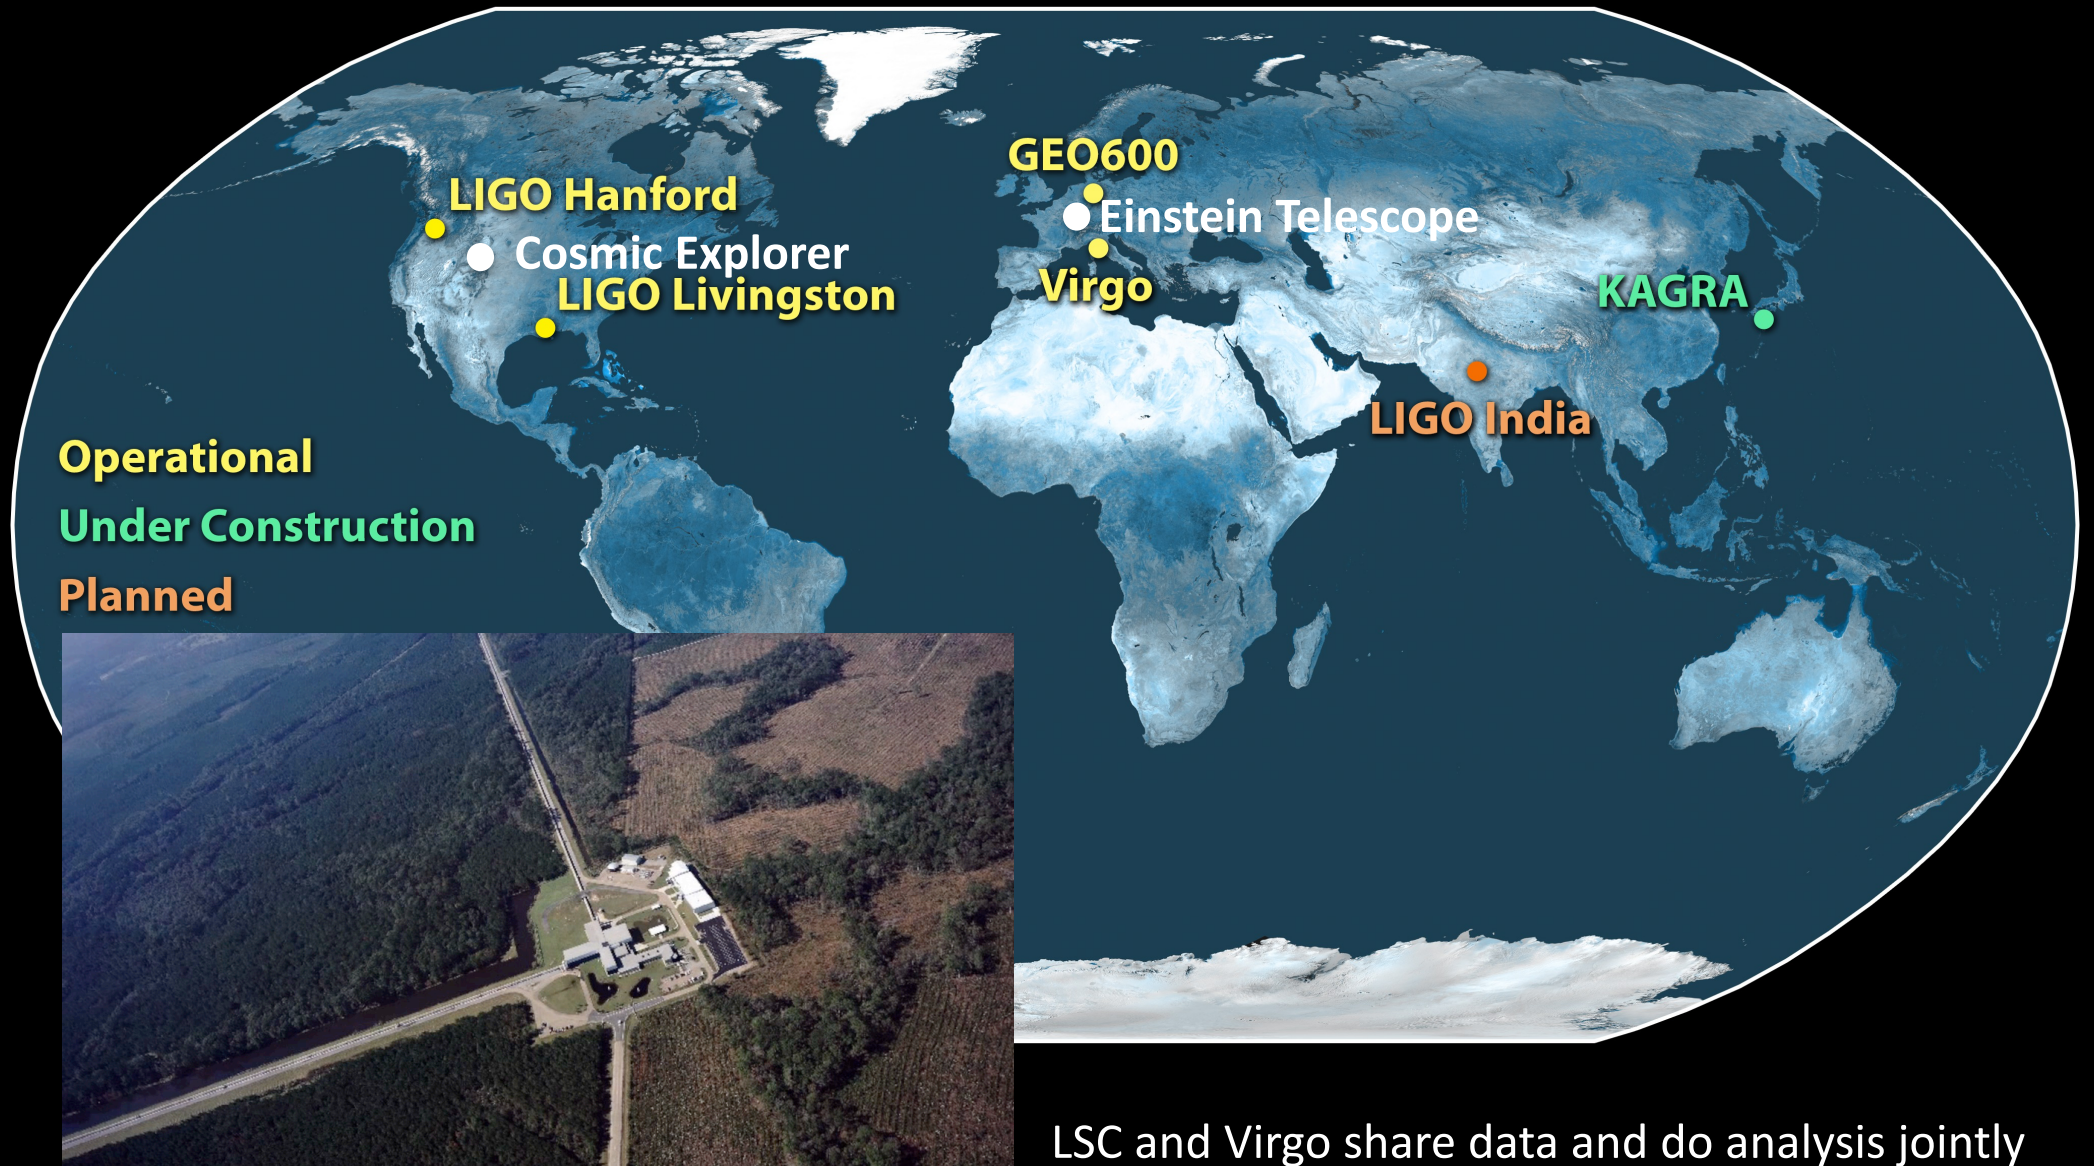 GEO600
LIGO Hanford
Einstein Telescope
Cosmic Explorer
LIGO Livingston
Virgo
KAGRA
LIGO India
Operational
Under Construction
Planned
LSC and Virgo share data and do analysis jointly